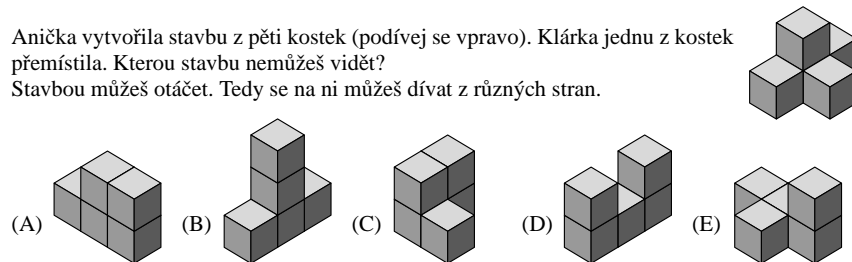 Anička vytvořila stavbu z pěti kostek (podívej se vpravo). Klárka jednu z kostek
přemístila. Kterou stavbu nemůžeš vidět?
Stavbou můžeš otáčet. Tedy se na ni můžeš dívat z různých stran.
(A) (B) (C) (D) (E)